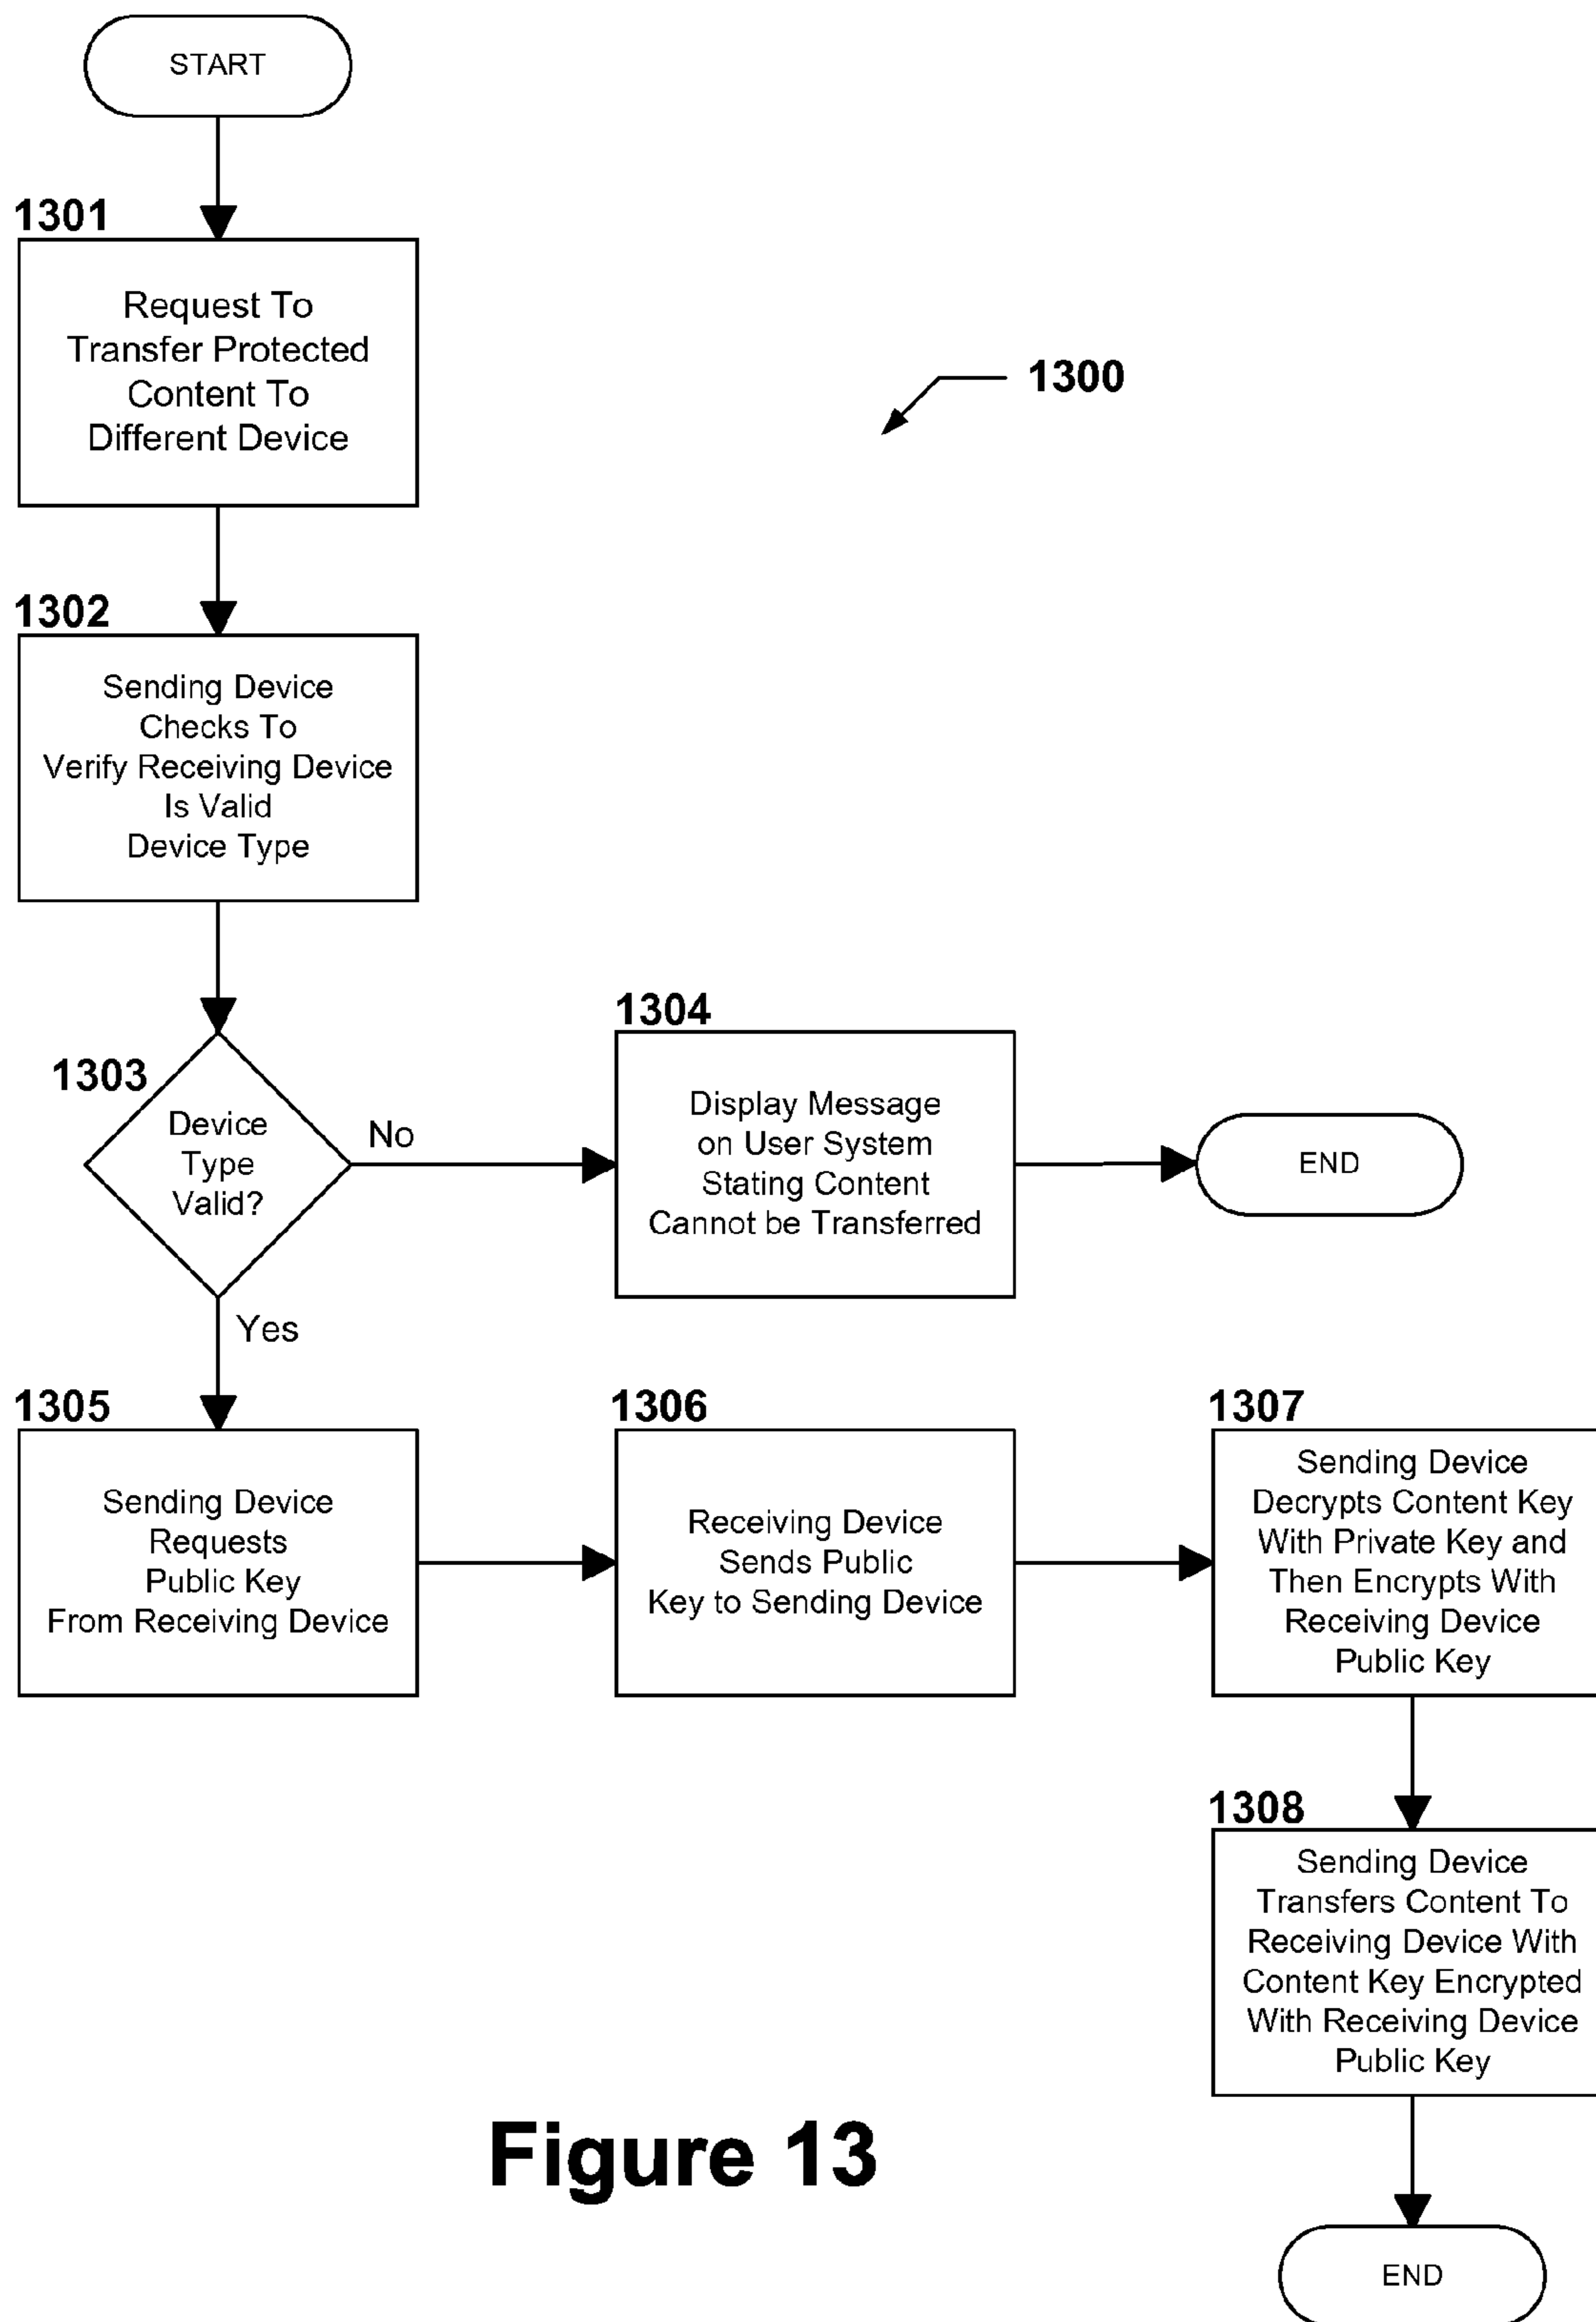 START
1301
Request To
Transfer Protected
Content To
Different Device
1300
1302
Sending Device
Checks To
Verify Receiving Device
Is Valid
Device Type
1303
Device
Type
Valid?
No
1304
Display Message
on User System
Stating Content
Cannot be Transferred
END
Yes
1305
Sending Device
Requests
Public Key
From Receiving Device
1306
Receiving Device
Sends Public
Key to Sending Device
1307
Sending Device
Decrypts Content Key
With Private Key and
Then Encrypts With
Receiving Device
Public Key
1308
Sending Device
Transfers Content To
Receiving Device With
Content Key Encrypted
With Receiving Device
Public Key
Figure 13
END